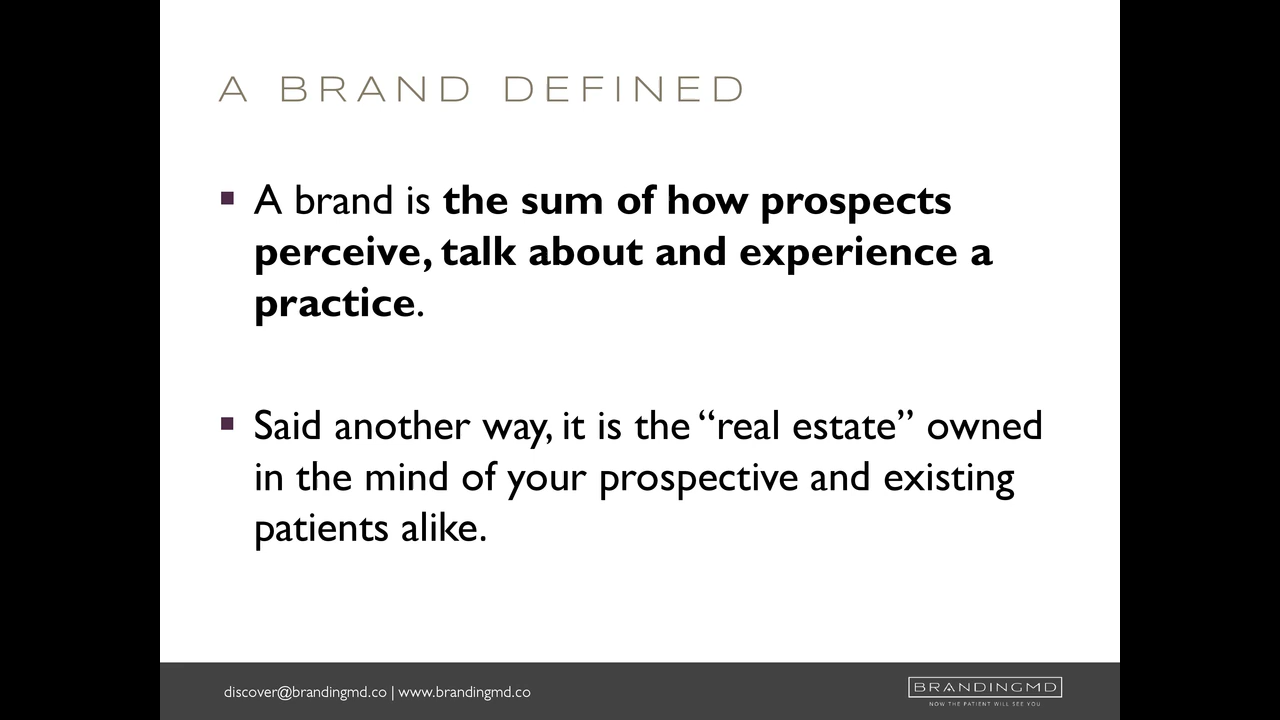 A BRAND DEFINED
▪ A brand is the sum of how prospects
perceive, talk about and experience a
practice.
▪ Said another way, it is the “real estate” owned
in the mind of your prospective and existing
patients alike.
discover@brandingmd.co | www.brandingmd.co
BRANDINGMD
NOW THE PATIENT WILL SEE YOU